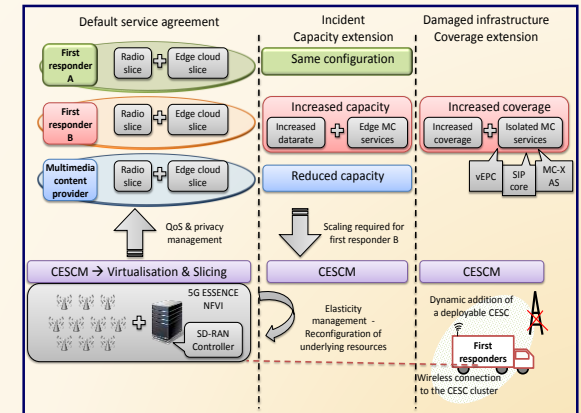 Default service agreement
Incident
Capacity extension
Damaged infrastructure
Coverage extension
First
responder
A
Radio
slice
Edge cloud
slice
Same configuration
First
responder
B
Radio
slice
Edge cloud
slice
Increased capacity
Increased
datarate
Edge MC
services
Increased coverage
Increased
coverage
Isolated MC
services
Multimedia
content
provider
Radio
slice
Edge cloud
slice
Reduced capacity
vEPC
SIP
core
MC-X
AS
QoS & privacy
management
Scaling required for
first responder B
CESCM → Virtualisation & Slicing
CESCM
CESCM
5G ESSENCE
NFVI
SD-RAN
Controller
Elasticity
management -
Reconfiguration of
underlying resources
Dynamic addition of
a deployable CESC
First
responders
Wireless connection
to the CESC cluster